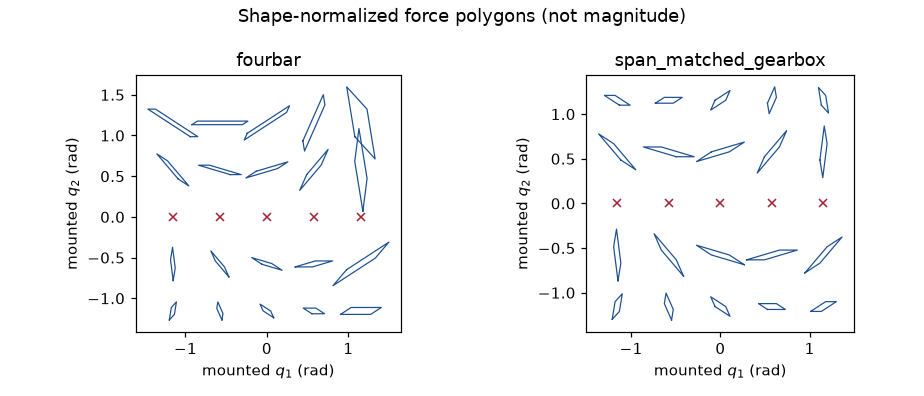 Shape-normalized force polygons (not magnitude)
fourbar
mounted q2 (rad)
1.5
1.0
0.5
0.0
−0.5
−1.0
−1
0
1
mounted q1 (rad)
span_matched_gearbox
mounted q2 (rad)
1.0
0.5
0.0
−0.5
−1.0
−1
0
1
mounted q1 (rad)